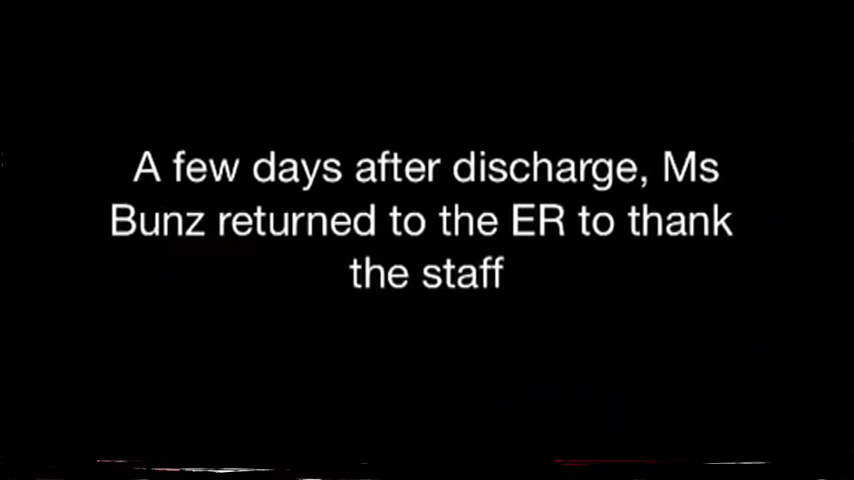 A few days after discharge, Ms
Bunz returned to the ER to thank
the staff